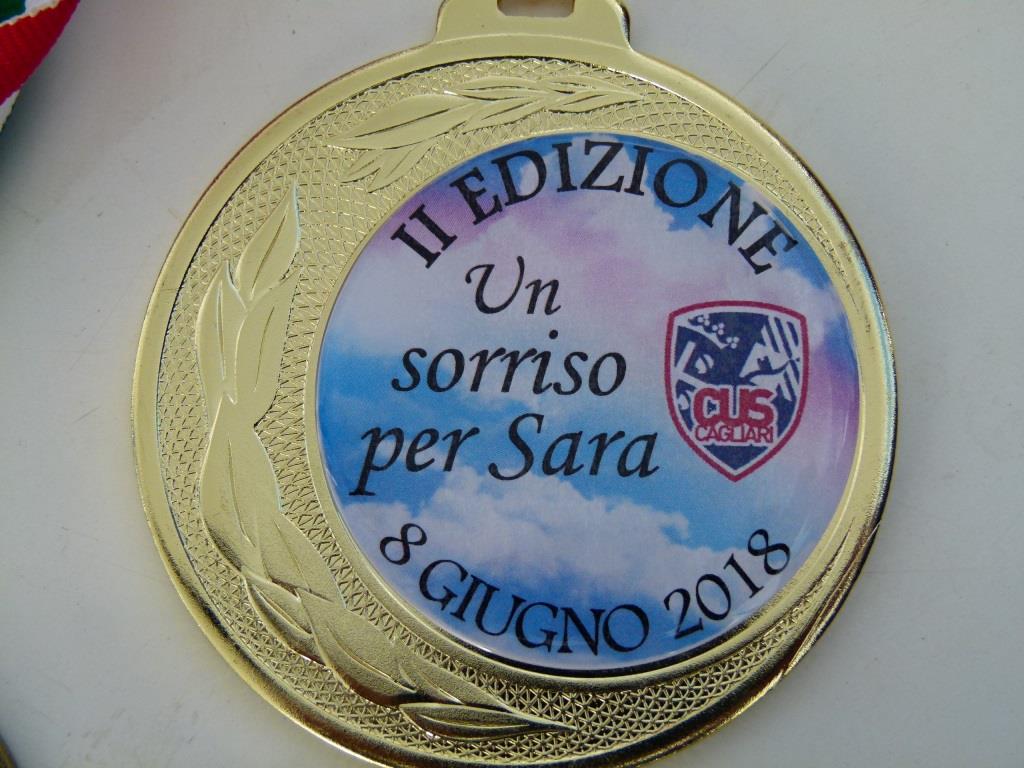 II EDIZIONE
Un
sorriso
per Sara
CUS
CAGLIARI
8 GIUGNO 2018